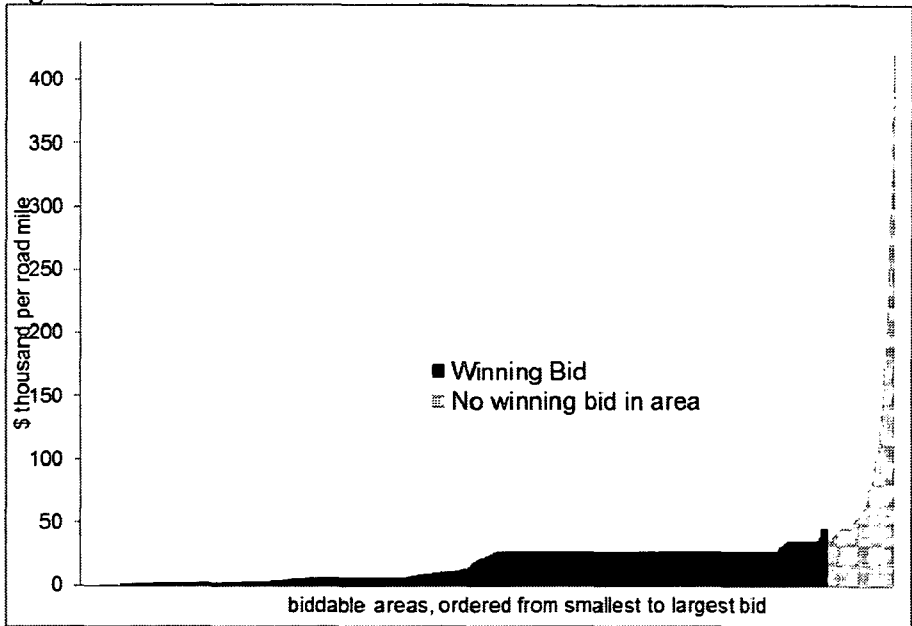 400
350
300
250
200
150
100
50
0
$ thousand per road mile
Winning Bid
No winning bid in area
biddable areas, ordered from smallest to largest bid